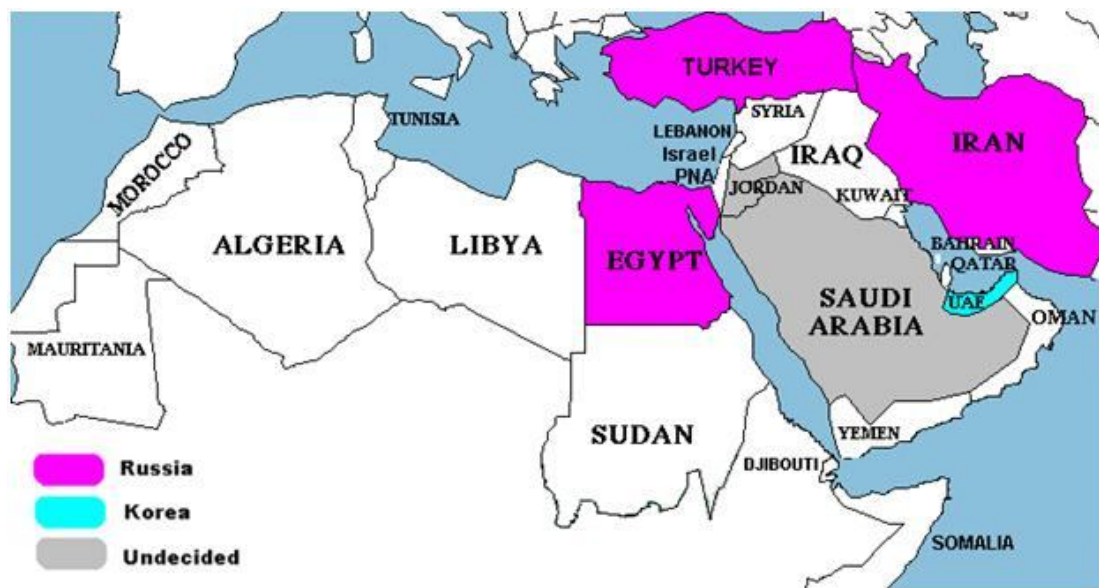 TURKEY
TUNISIA
SYRIA
LEBANON
Israel
PNA
IRAQ
IRAN
MOROCCO
JORDAN
KUWAIT
ALGERIA
LIBYA
EGYPT
BAHRAIN
QATAR
SAUDI
ARABIA
UAE
OMAN
MAURITANIA
SUDAN
YEMEN
DJIBOUTI
SOMALIA
Russia
Korea
Undecided